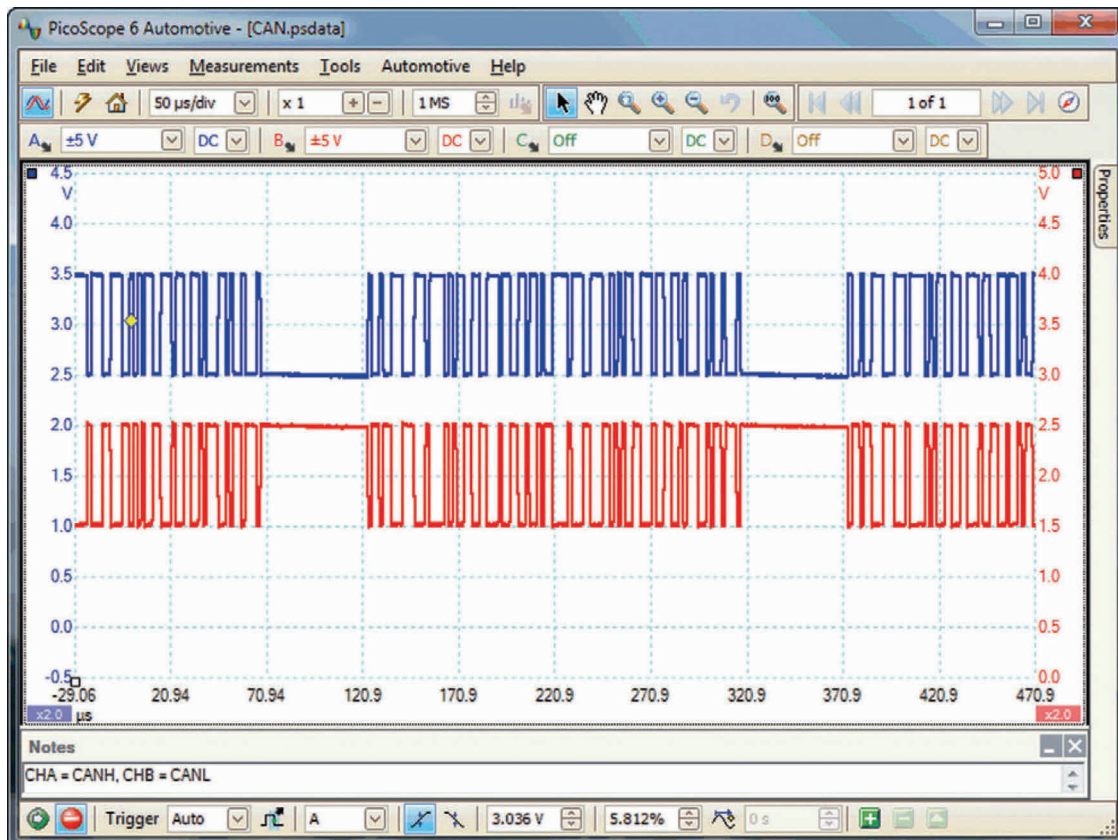 PicoScope 6 Automotive - [CAN.psdata]
File Edit Views Measurements Tools Automotive Help
50 µs/div x 1 1 MS 1 of 1
A ±5 V DC B ±5 V DC C Off DC D Off DC
4.5 5.0
V V
4.0 4.5
3.5 4.0
3.0 3.5
2.5 3.0
2.0 2.5
1.5 2.0
1.0 1.5
0.5 1.0
0.0 0.5
-0.5 0.0
-29.06 20.94 70.94 120.9 170.9 220.9 270.9 320.9 370.9 420.9 470.9
x2.0 µs x2.0
Properties
Notes
CHA = CANH, CHB = CANL
Trigger Auto A 3.036 V 5.812% 0 s